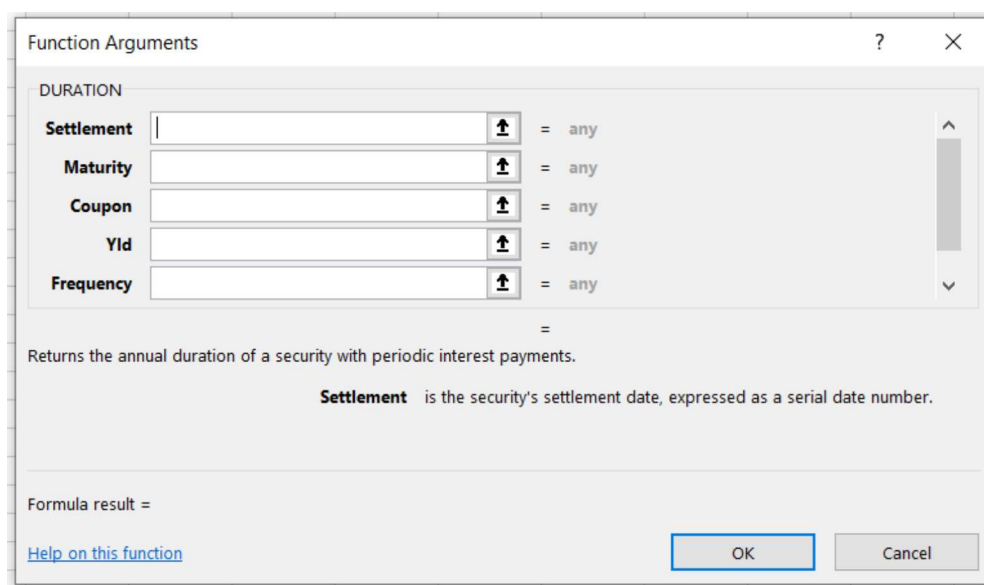 Function Arguments ? ×
DURATION
Settlement = any
Maturity = any
Coupon = any
Yld = any
Frequency = any
=
Returns the annual duration of a security with periodic interest payments.
Settlement is the security's settlement date, expressed as a serial date number.
Formula result =
Help on this function OK Cancel